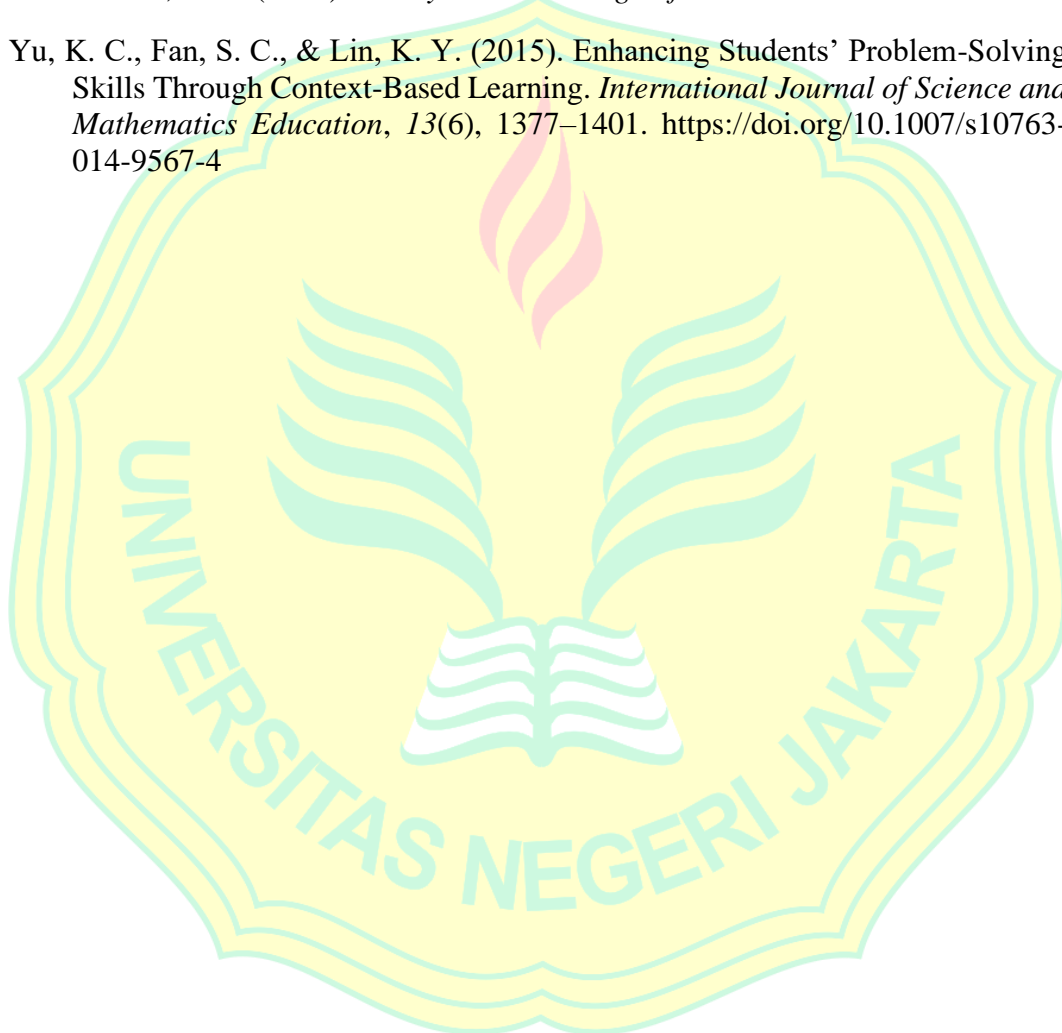 Yu, K. C., Fan, S. C., & Lin, K. Y. (2015). Enhancing Students’ Problem-Solving
Skills Through Context-Based Learning. International Journal of Science and
Mathematics Education, 13(6), 1377–1401. https://doi.org/10.1007/s10763-
014-9567-4
UNIVERSITAS NEGERI JAKARTA